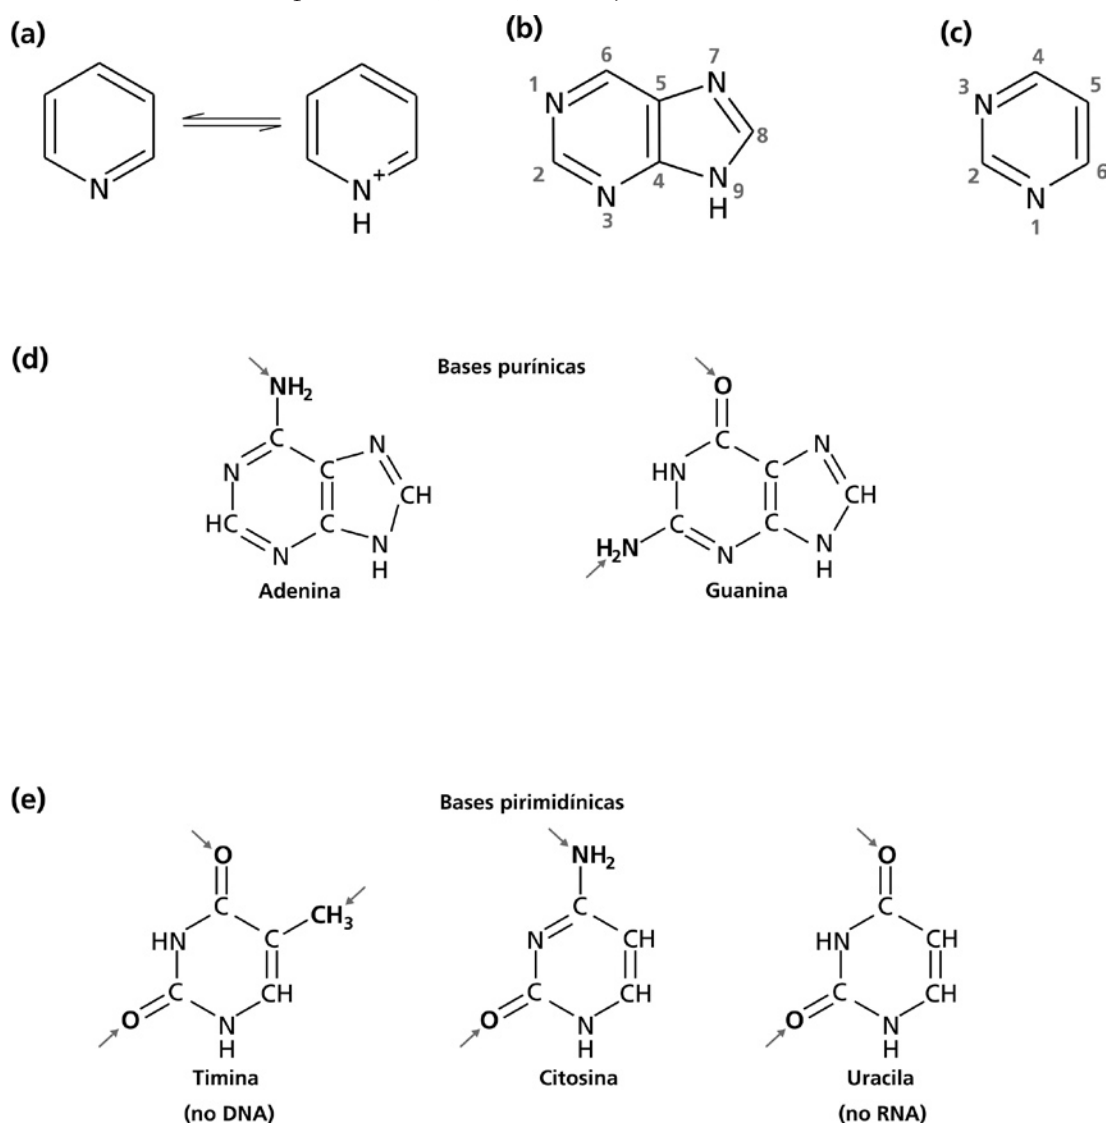 (a)
N
N+
H
(b)
6
7
1
N
5
N
8
2
N
4
N
9
3
H
(c)
4
3
N
5
2
N
6
1
(d)
Bases purínicas
NH2
C
N
N
C
CH
HC
C
N
N
H
Adenina
O
C
N
HN
C
CH
C
C
H2N
N
N
H
Guanina
(e)
Bases pirimidínicas
O
C
CH3
HN
C
C
CH
O
N
H
Timina
(no DNA)
NH2
C
N
CH
C
CH
O
N
H
Citosina
O
C
HN
CH
C
CH
O
N
H
Uracila
(no RNA)